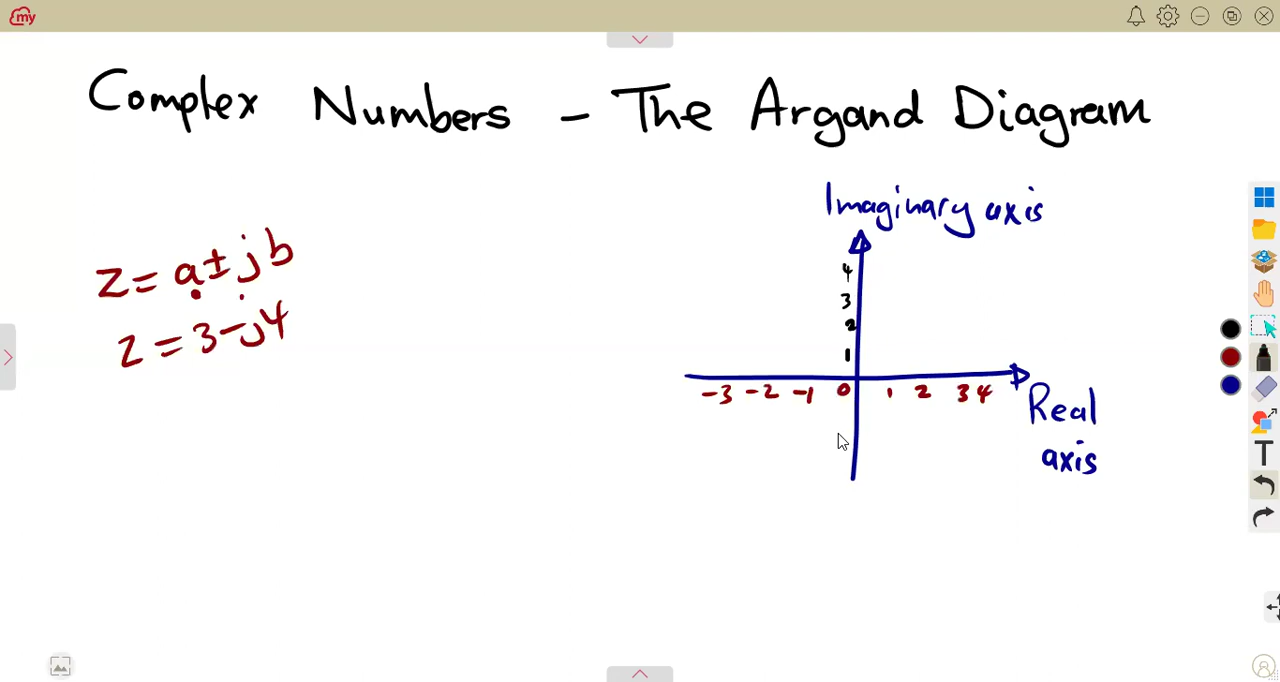 my
Complex Numbers - The Argand Diagram
Imaginary axis
z = a ± jb
z = 3 - j4
4
3
2
1
-3 -2 -1 0 1 2 3 4
Real
axis
T